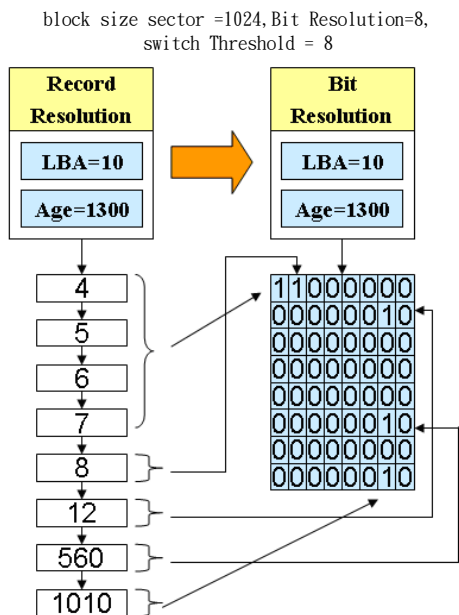 block size sector =1024,Bit Resolution=8,
switch Threshold = 8
Record
Resolution
LBA=10
Age=1300
4
5
6
7
8
12
560
1010
Bit
Resolution
LBA=10
Age=1300
11000000
00000010
00000000
00000000
00000000
00000010
00000000
00000010